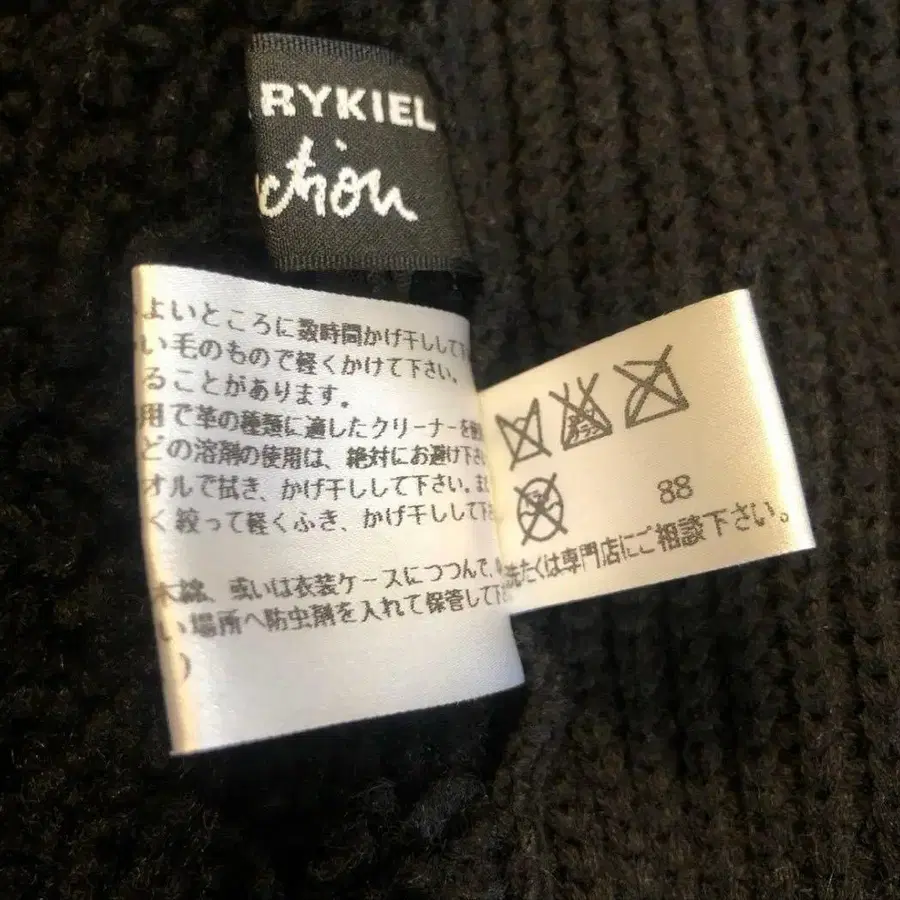 RYKIEL
ction
よいところに数時間かげ干しして下
い毛のもので軽くかけて下さい。
ることがあります。
用で革の種類に適したクリーナーを
どの溶剤の使用は、絶対にお避け下さ
オルで拭き、かげ干しして下さい。ま
く絞って軽くふき、かげ干しして下
木綿、或いは衣装ケースにつつんで、
い場所へ防虫剤を入れて保管して下
)
88
洗たくは専門店にご相談下さい。